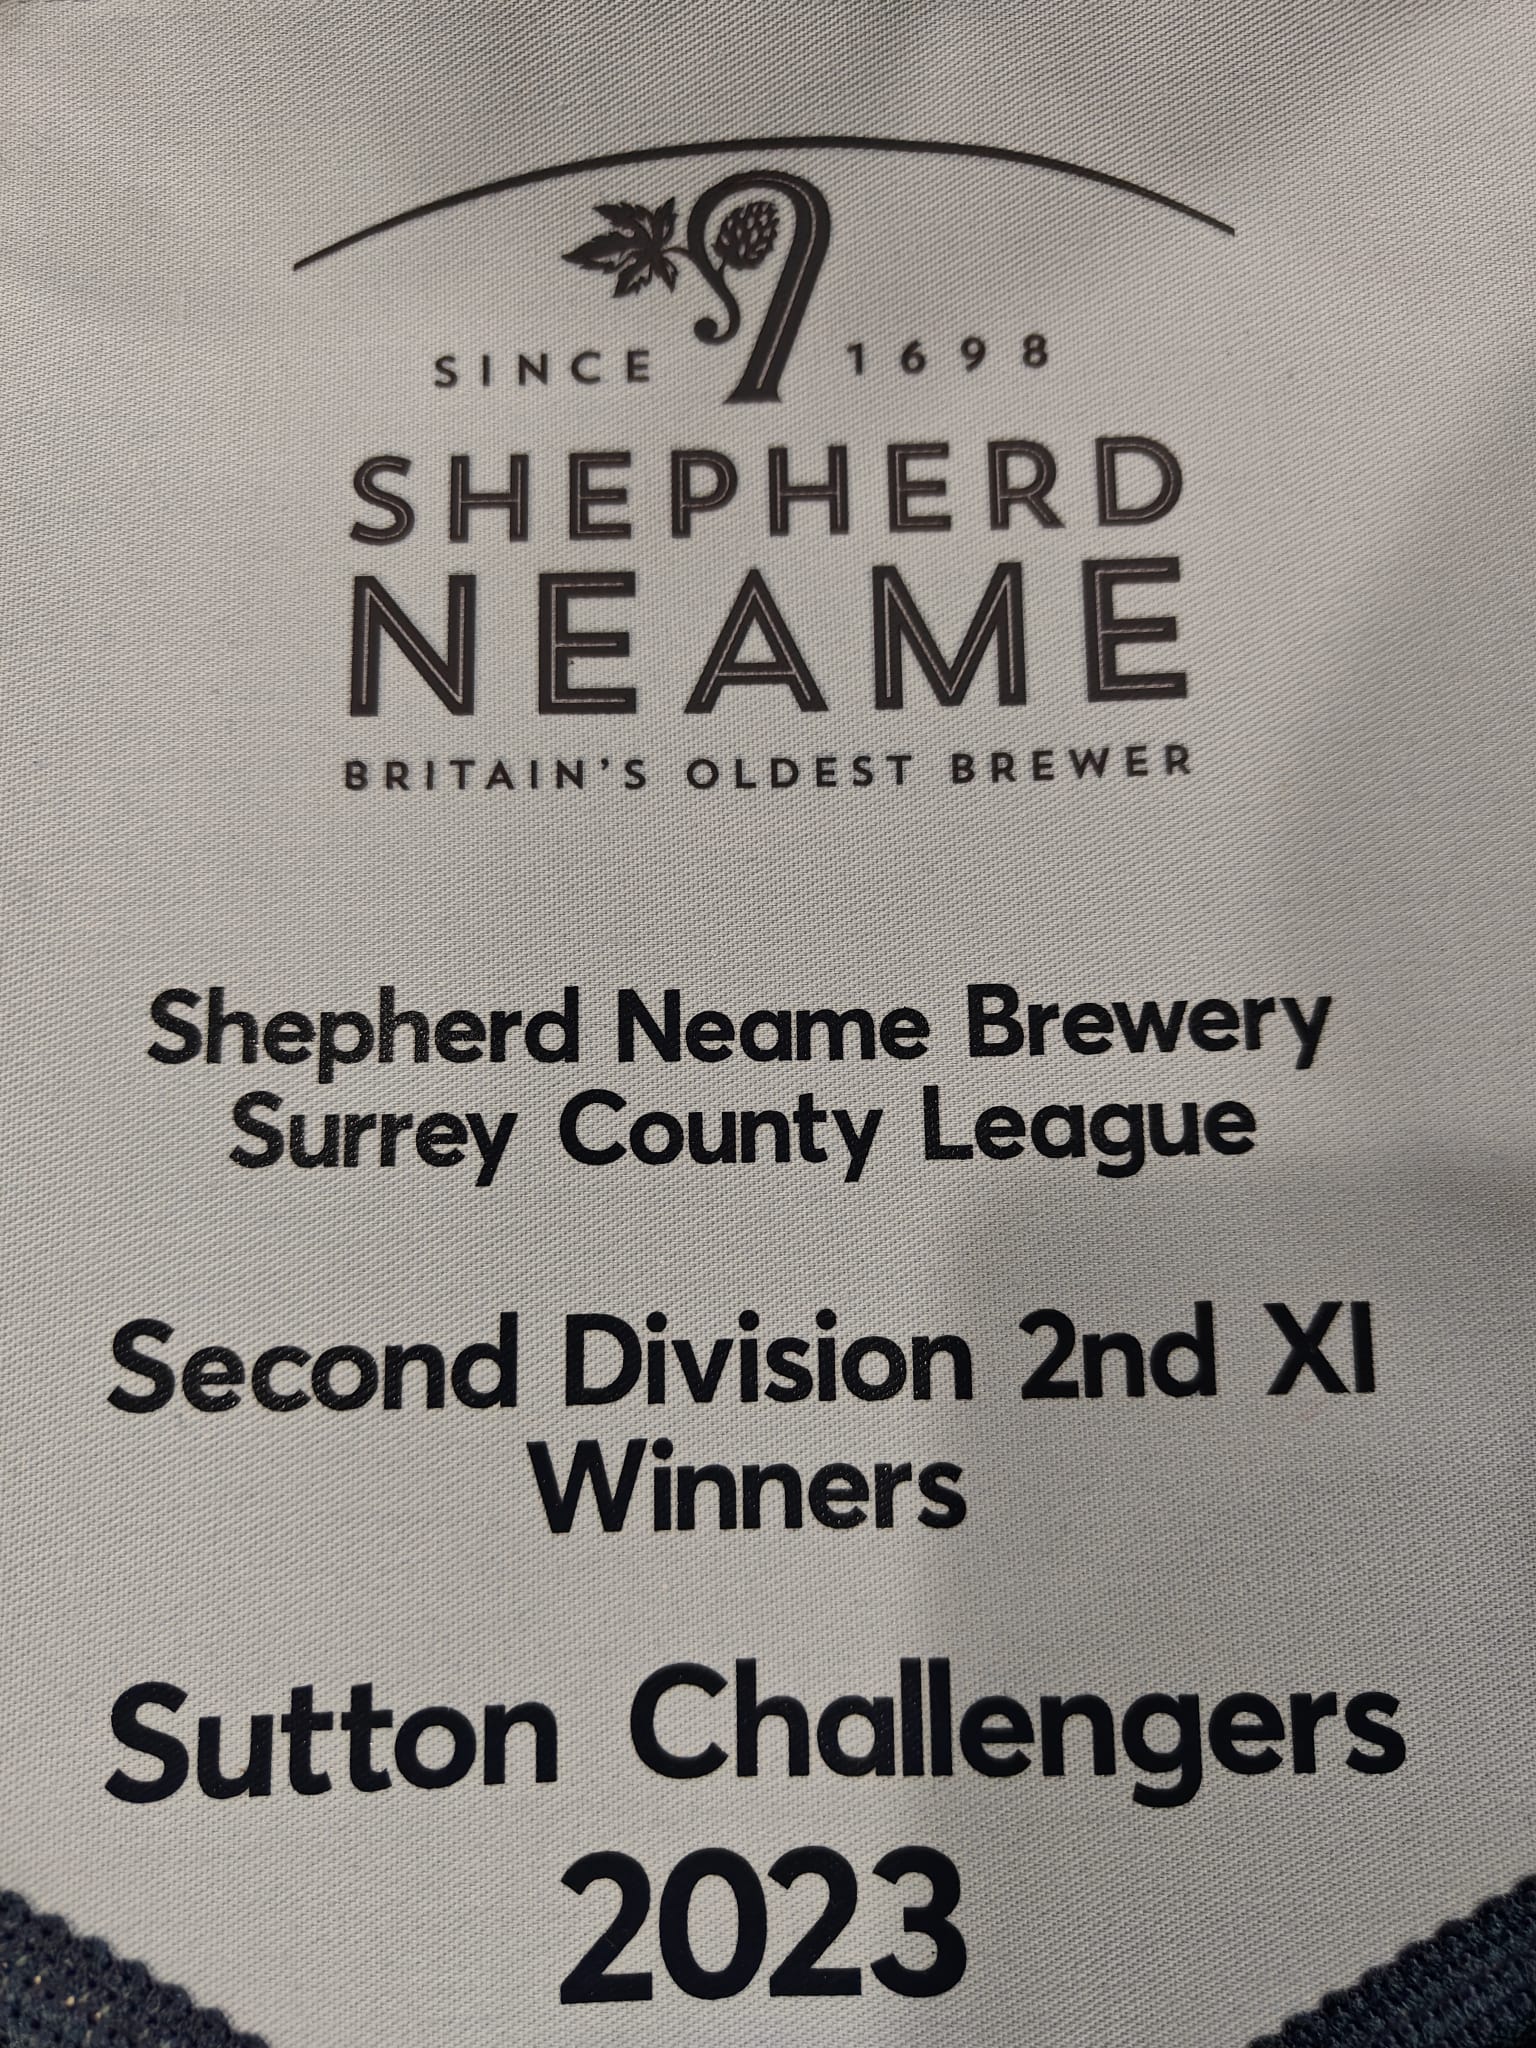 SINCE 1698
SHEPHERD
NEAME
BRITAIN'S OLDEST BREWER
Shepherd Neame Brewery
Surrey County League
Second Division 2nd XI
Winners
Sutton Challengers
2023